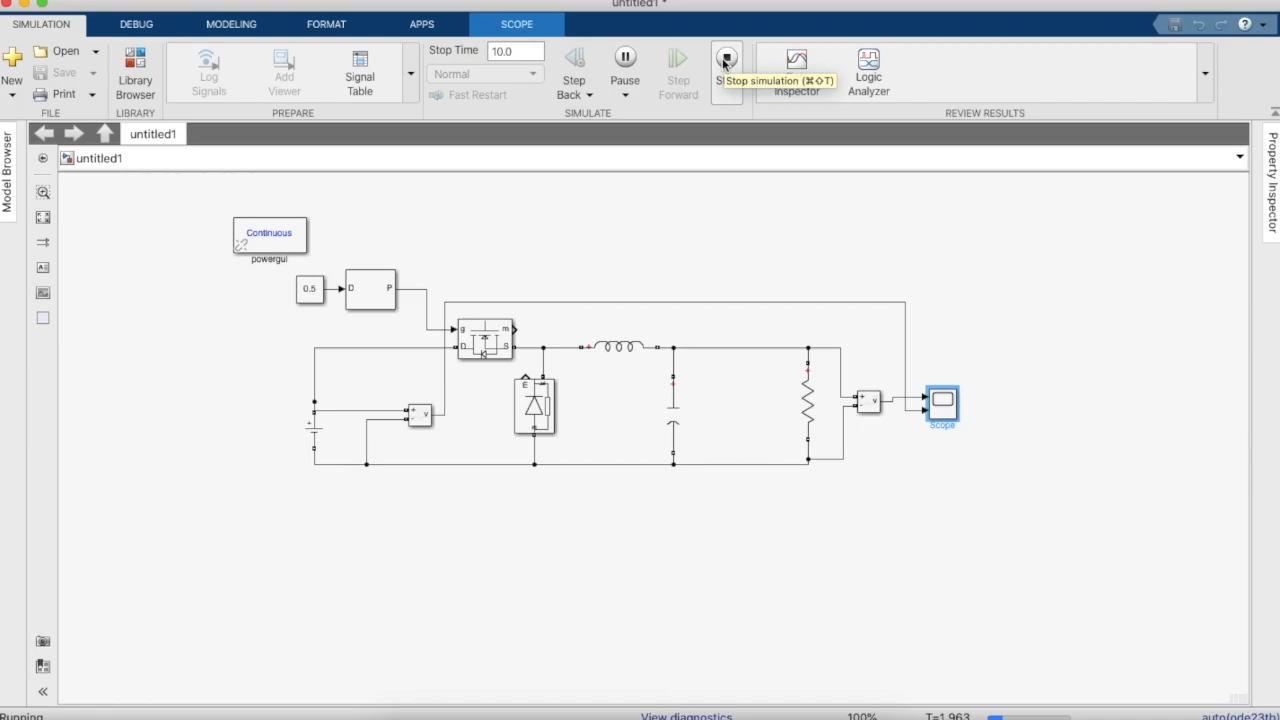 untitled1 *
SIMULATION DEBUG MODELING FORMAT APPS SCOPE
New
Open
Save
Print
FILE
Library Browser
LIBRARY
Log Signals
Add Viewer
Signal Table
PREPARE
Stop Time 10.0
Normal
Fast Restart
Step Back
Pause
Step Forward
Stop simulation (⌘⇧T)
SIMULATE
Inspector
Logic Analyzer
REVIEW RESULTS
untitled1
untitled1
Model Browser
Property Inspector
Continuous
powergui
0.5
D P
g m
D S
+ v
-
+
m
+ v
-
Scope
Running
View diagnostics
100%
T=1.963
auto(ode23tb)